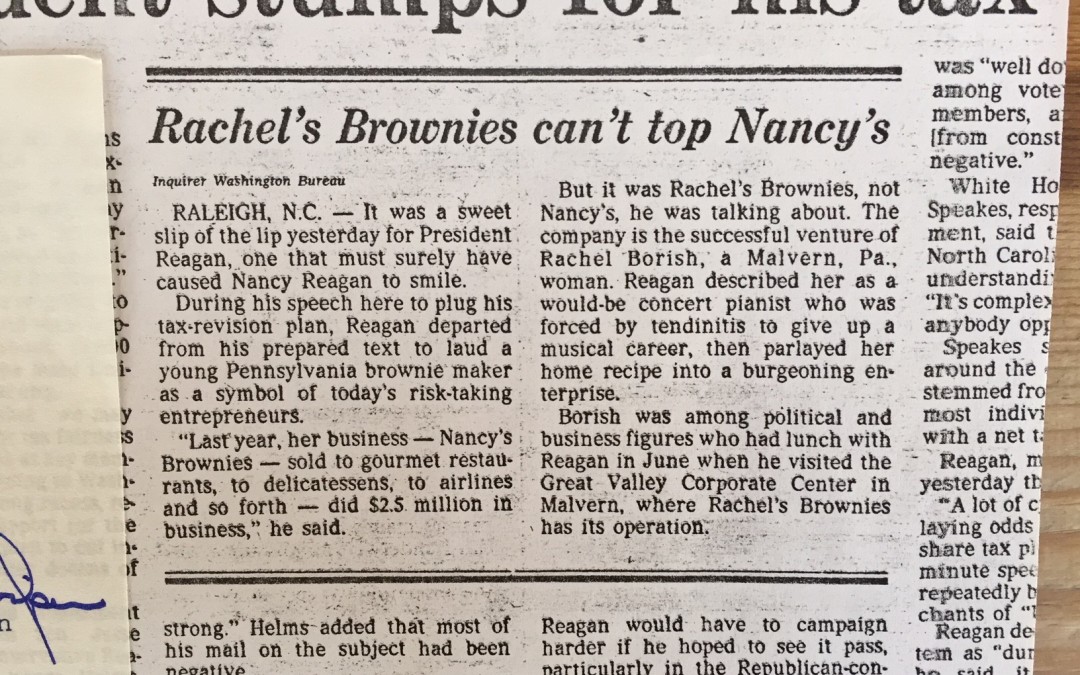 stumps for his tax
Rachel's Brownies can't top Nancy's
Inquirer Washington Bureau
RALEIGH, N.C. — It was a sweet
slip of the lip yesterday for President
Reagan, one that must surely have
caused Nancy Reagan to smile.
During his speech here to plug his
tax-revision plan, Reagan departed
from his prepared text to laud a
young Pennsylvania brownie maker
as a symbol of today's risk-taking
entrepreneurs.
"Last year, her business — Nancy's
Brownies — sold to gourmet restau-
rants, to delicatessens, to airlines
and so forth — did $2.5 million in
business," he said.
But it was Rachel's Brownies, not
Nancy's, he was talking about. The
company is the successful venture of
Rachel Borish, a Malvern, Pa.,
woman. Reagan described her as a
would-be concert pianist who was
forced by tendinitis to give up a
musical career, then parlayed her
home recipe into a burgeoning en-
terprise.
Borish was among political and
business figures who had lunch with
Reagan in June when he visited the
Great Valley Corporate Center in
Malvern, where Rachel's Brownies
has its operation.
strong." Helms added that most of
his mail on the subject had been
negative
Reagan would have to campaign
harder if he hoped to see it pass,
particularly in the Republican-con-
was "well do
among vote
members, a
[from const
negative."
White Ho
Speakes, resp
ment, said t
North Caroli
understandi
"It's complex
anybody opp
Speakes s
around the
stemmed fro
most indivi
with a net t
Reagan, m
yesterday th
"A lot of c
laying odds
share tax pl
minute spee
repeatedly b
chants of "
Reagan de
tem as "dur
he said, it